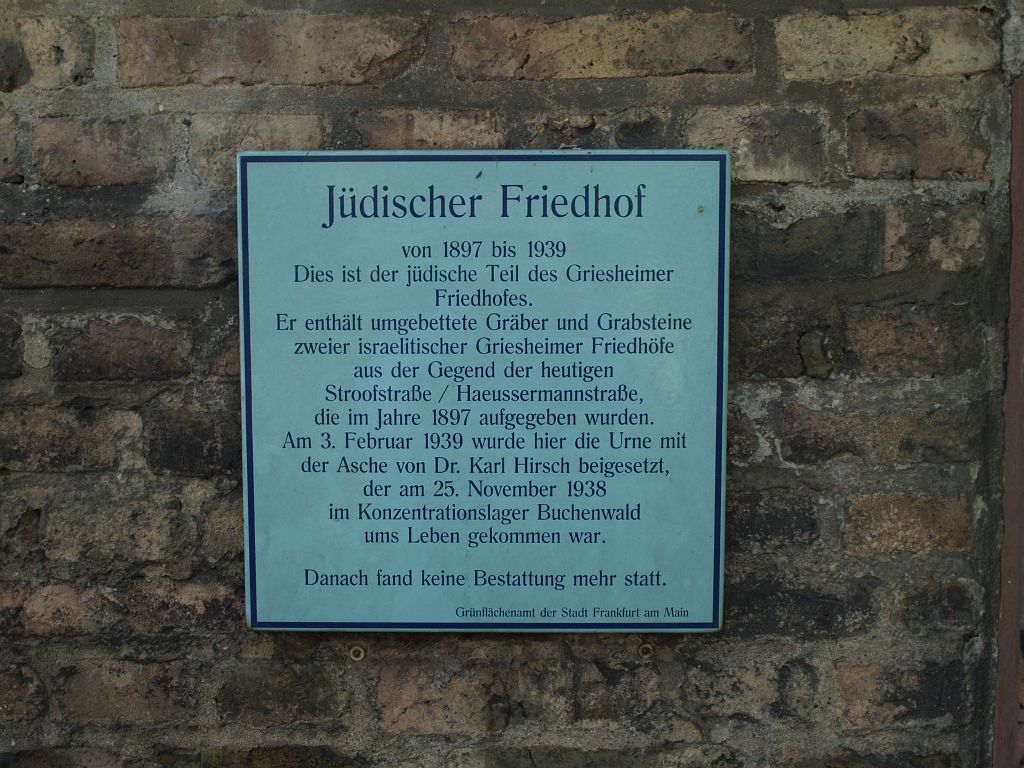 Jüdischer Friedhof
von 1897 bis 1939
Dies ist der jüdische Teil des Griesheimer
Friedhofes.
Er enthält umgebettete Gräber und Grabsteine
zweier israelitischer Griesheimer Friedhöfe
aus der Gegend der heutigen
Stroofstraße / Haeussermannstraße,
die im Jahre 1897 aufgegeben wurden.
Am 3. Februar 1939 wurde hier die Urne mit
der Asche von Dr. Karl Hirsch beigesetzt,
der am 25. November 1938
im Konzentrationslager Buchenwald
ums Leben gekommen war.
Danach fand keine Bestattung mehr statt.
Grünflächenamt der Stadt Frankfurt am Main